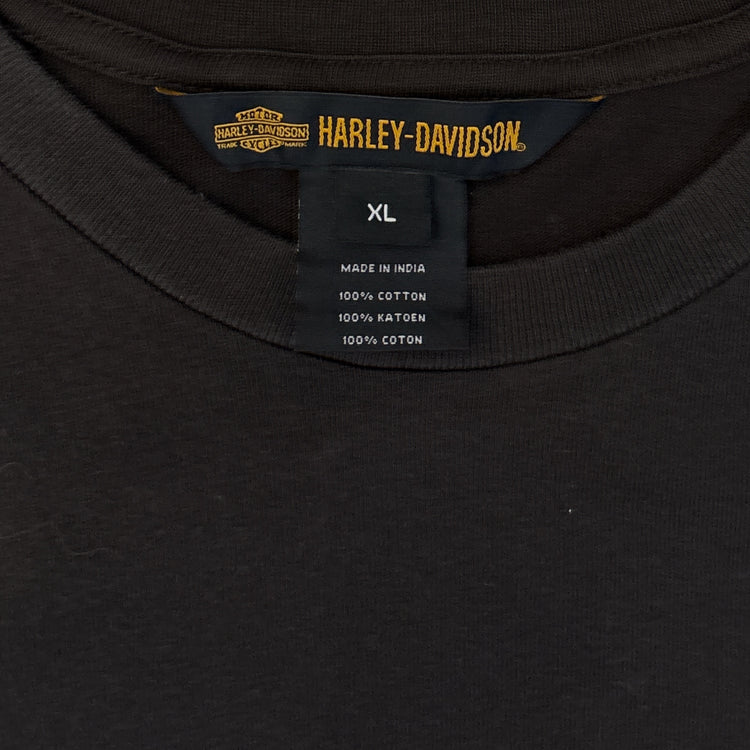 MOTOR
HARLEY-DAVIDSON
TRADE CYCLES MARK
HARLEY-DAVIDSON®
XL
MADE IN INDIA
100% COTTON
100% KATOEN
100% COTON